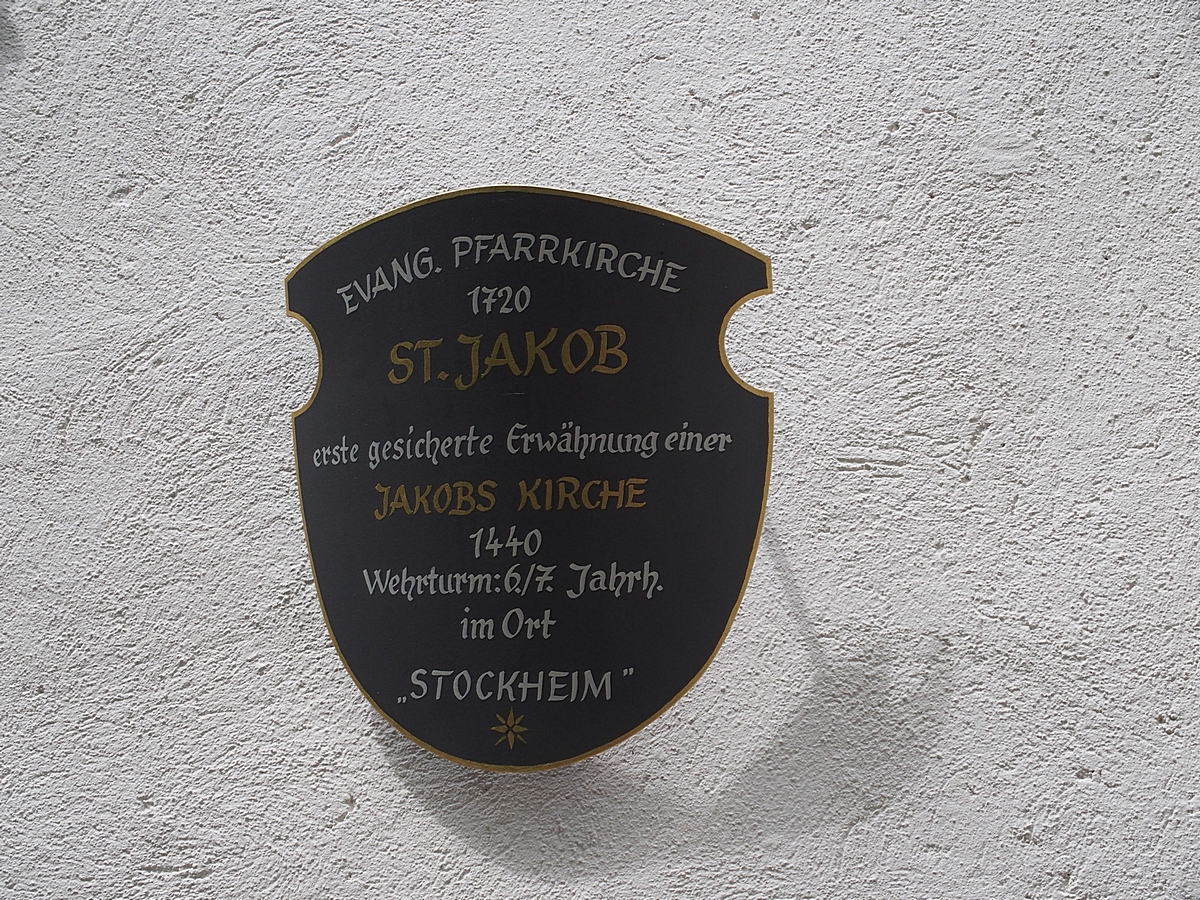 EVANG. PFARRKIRCHE
1720
ST. JAKOB
erste gesicherte Erwähnung einer
JAKOBS KIRCHE
1440
Wehrturm: 6./7. Jahrh.
im Ort
„STOCKHEIM”